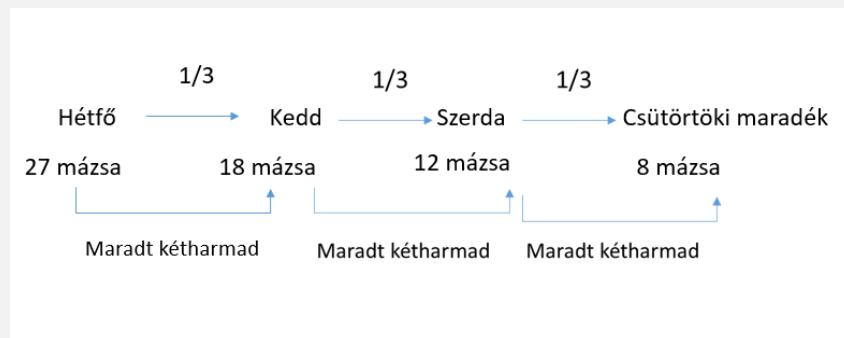 1/3 1/3 1/3
Hétfő Kedd Szerda Csütörtöki maradék
27 mázsa 18 mázsa 12 mázsa 8 mázsa
Maradt kétharmad Maradt kétharmad Maradt kétharmad